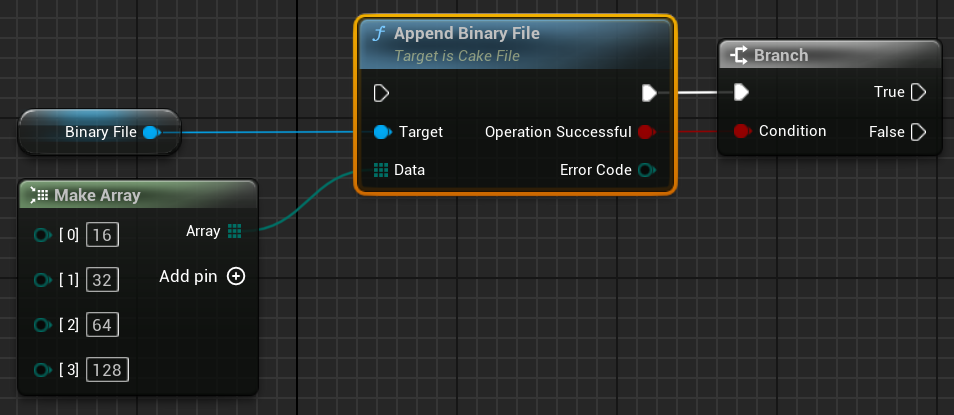 Append Binary File
Target is Cake File
Branch
True
Binary File
Target
Operation Successful
Condition
False
Data
Error Code
Make Array
[ 0] 16
Array
[ 1] 32
Add pin
[ 2] 64
[ 3] 128